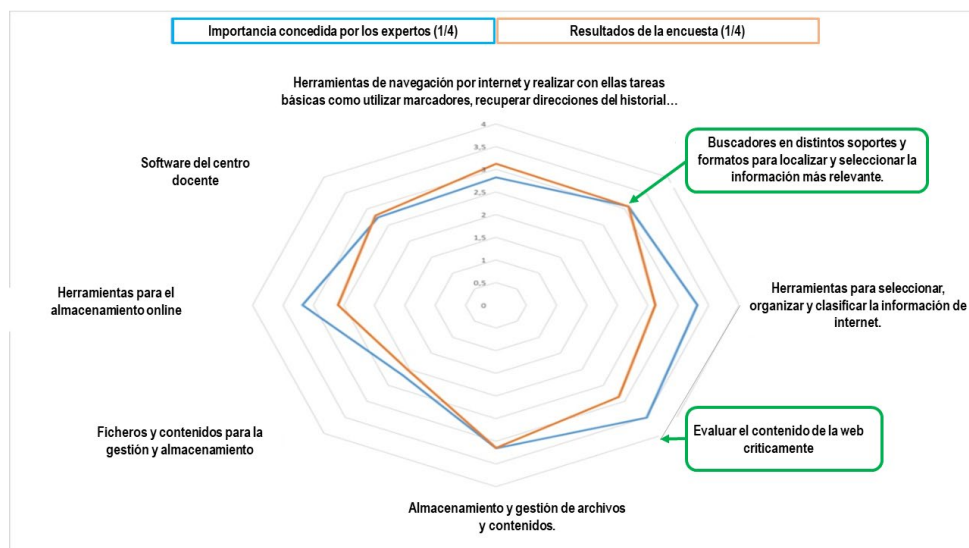 Importancia concedida por los expertos (1/4)
Resultados de la encuesta (1/4)
Herramientas de navegación por internet y realizar con ellas tareas
básicas como utilizar marcadores, recuperar direcciones del historial…
Buscadores en distintos soportes y
formatos para localizar y seleccionar la
información más relevante.
Software del centro
docente
4
3,5
3
2,5
2
1,5
1
0,5
0
Herramientas para el
almacenamiento online
Herramientas para seleccionar,
organizar y clasificar la información de
internet.
Ficheros y contenidos para la
gestión y almacenamiento
Evaluar el contenido de la web
críticamente
Almacenamiento y gestión de archivos
y contenidos.